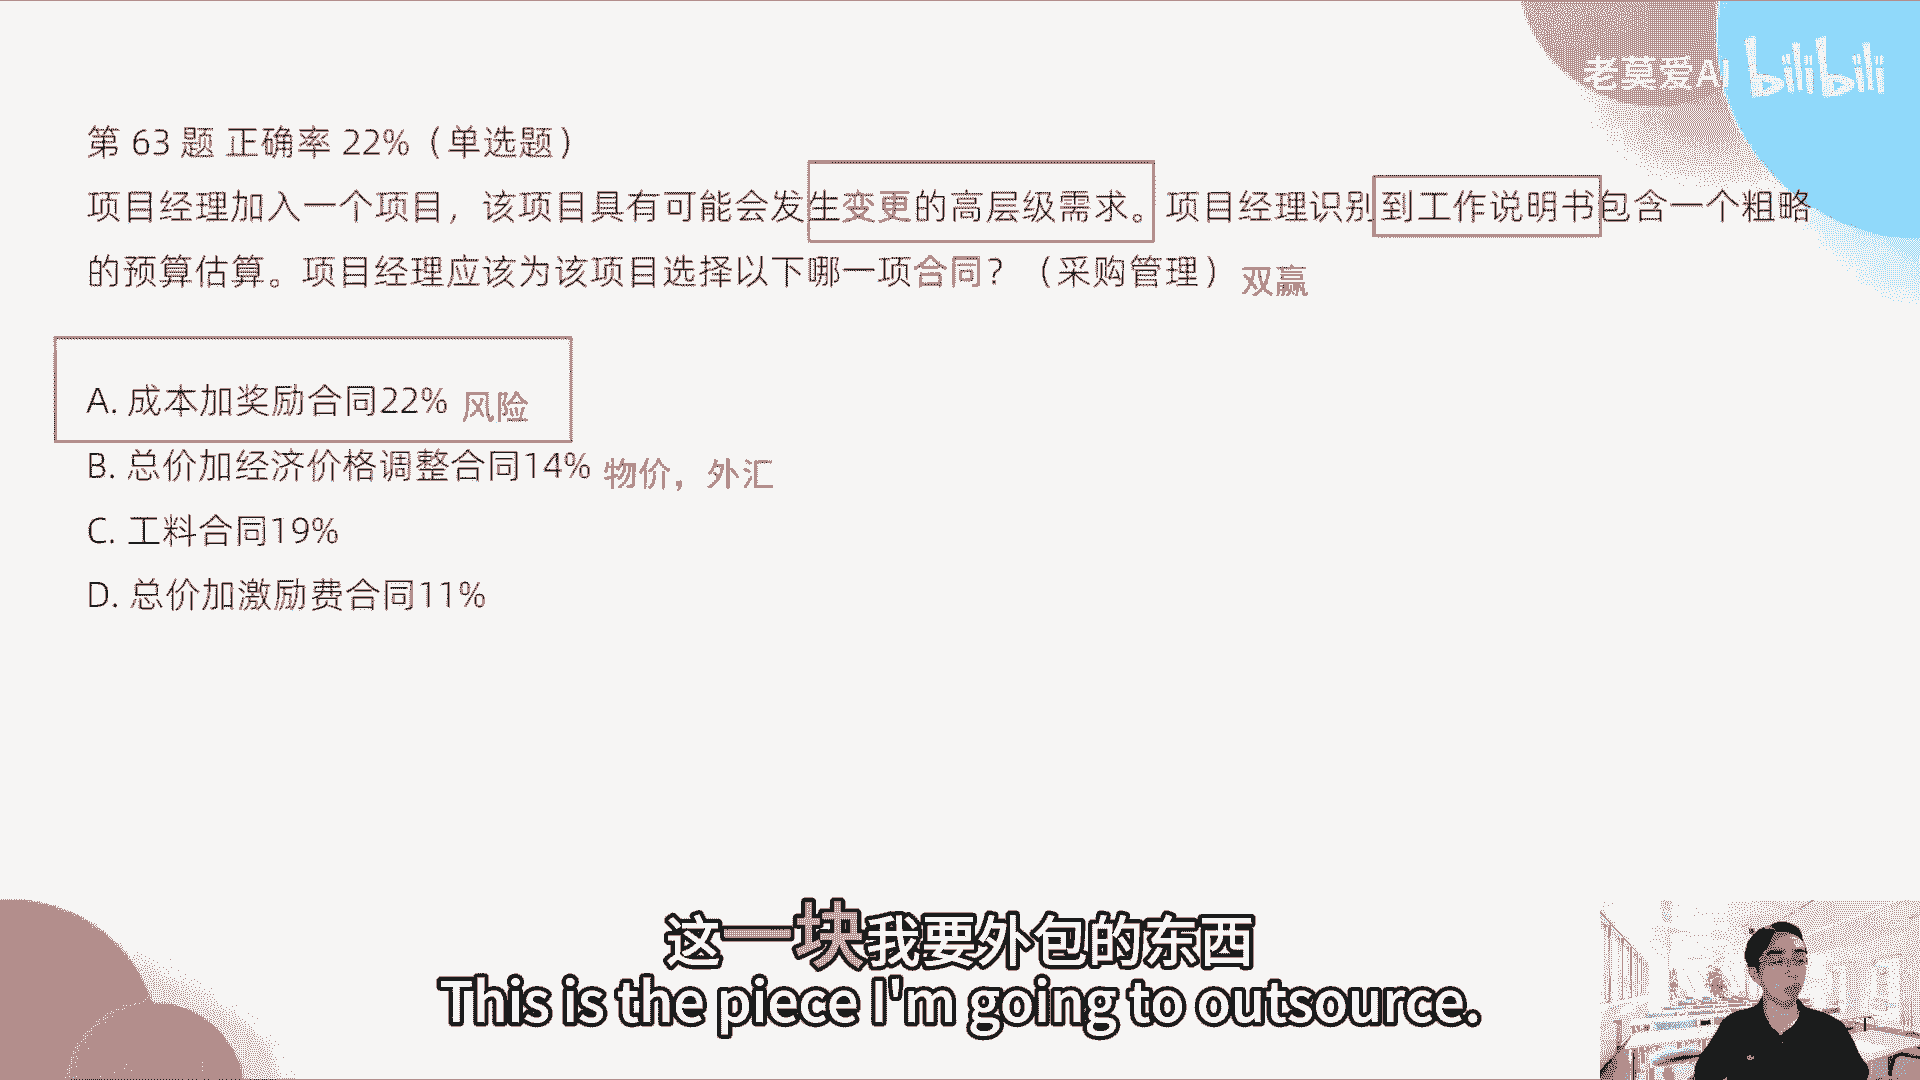 老莫爱AI bilibili
第 63 题 正确率 22%（单选题）
项目经理加入一个项目，该项目具有可能会发生变更的高层级需求。项目经理识别到工作说明书包含一个粗略
的预算估算。项目经理应该为该项目选择以下哪一项合同？（采购管理）双赢
A. 成本加奖励合同22% 风险
B. 总价加经济价格调整合同14% 物价，外汇
C. 工料合同19%
D. 总价加激励费合同11%
这一块我要外包的东西
This is the piece I'm going to outsource.